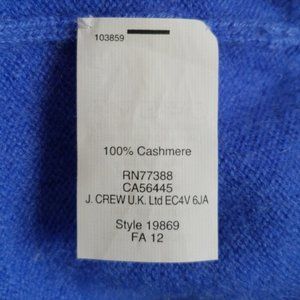 103859
100% Cashmere
RN77388
CA56445
J. CREW U.K. Ltd EC4V 6JA
Style 19869
FA 12